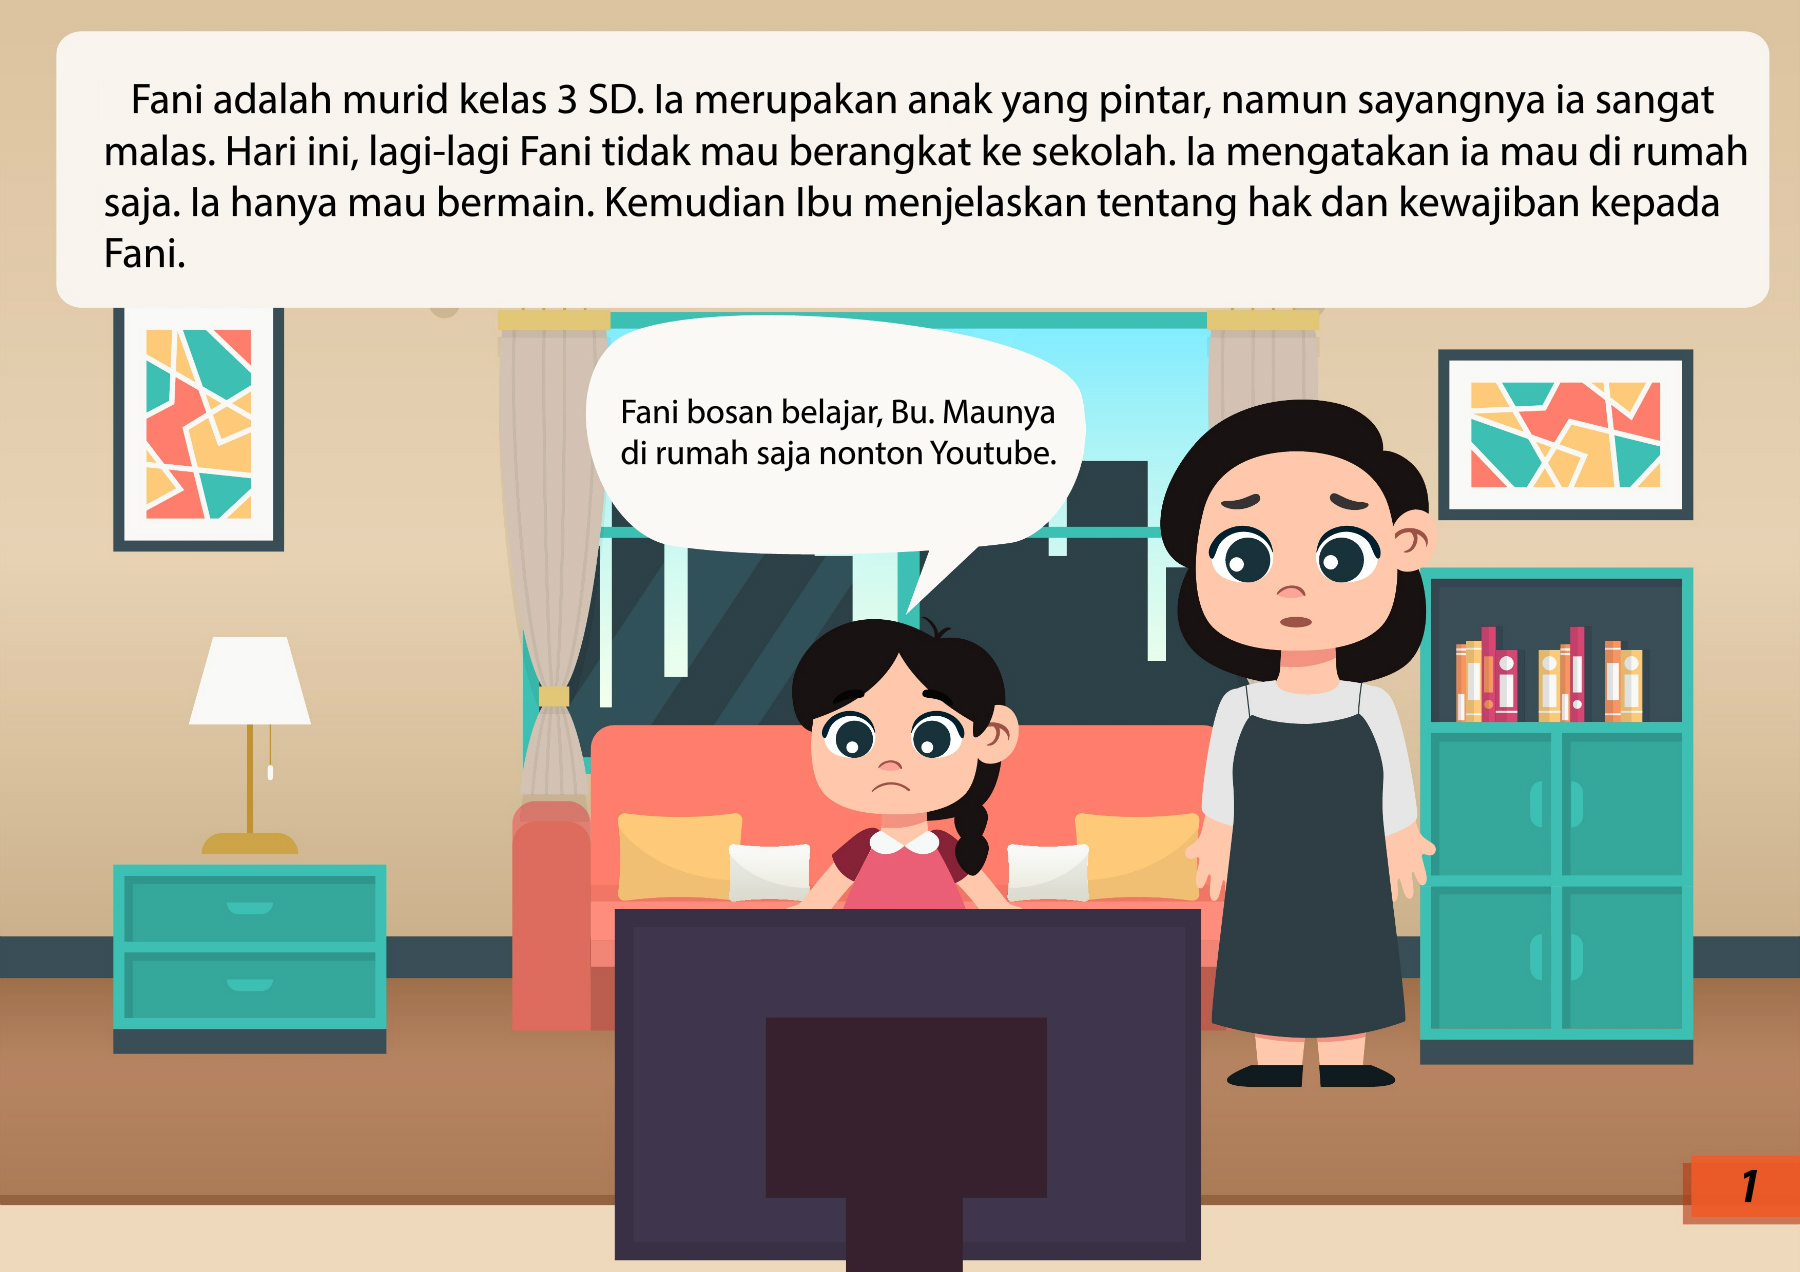 Fani adalah murid kelas 3 SD. Ia merupakan anak yang pintar, namun sayangnya ia sangat
malas. Hari ini, lagi-lagi Fani tidak mau berangkat ke sekolah. Ia mengatakan ia mau di rumah
saja. Ia hanya mau bermain. Kemudian Ibu menjelaskan tentang hak dan kewajiban kepada
Fani.
Fani bosan belajar, Bu. Maunya
di rumah saja nonton Youtube.
1